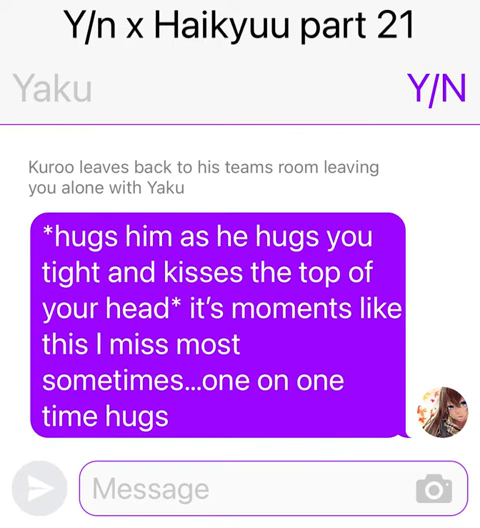 Y/n x Haikyuu part 21
Yaku
Y/N
Kuroo leaves back to his teams room leaving
you alone with Yaku
*hugs him as he hugs you
tight and kisses the top of
your head* it’s moments like
this I miss most
sometimes...one on one
time hugs
Message